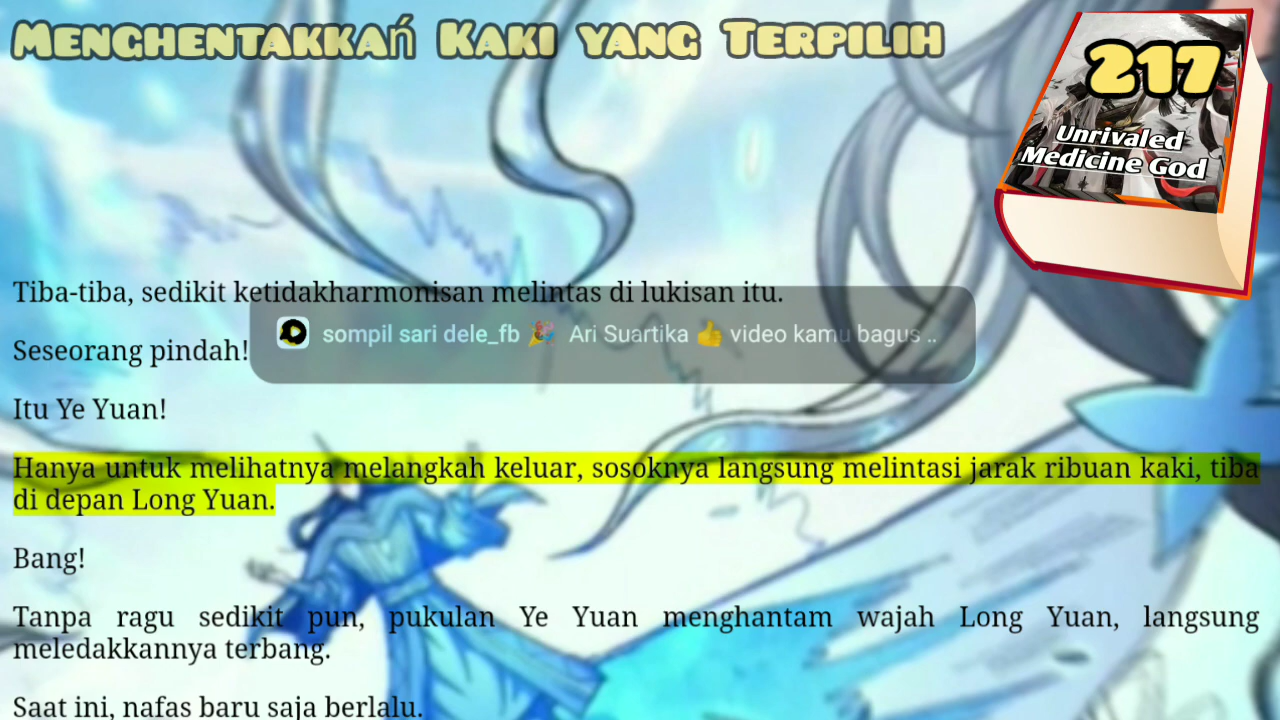 Menghentakkań Kaki yang Terpilih
217
Unrivaled
Medicine God
Tiba-tiba, sedikit ketidakharmonisan melintas di lukisan itu.
sompil sari dele_fb 🎉 Ari Suartika 👍 video kamu bagus ..
Seseorang pindah!
Itu Ye Yuan!
Hanya untuk melihatnya melangkah keluar, sosoknya langsung melintasi jarak ribuan kaki, tiba
di depan Long Yuan.
Bang!
Tanpa ragu sedikit pun, pukulan Ye Yuan menghantam wajah Long Yuan, langsung
meledakkannya terbang.
Saat ini, nafas baru saja berlalu.